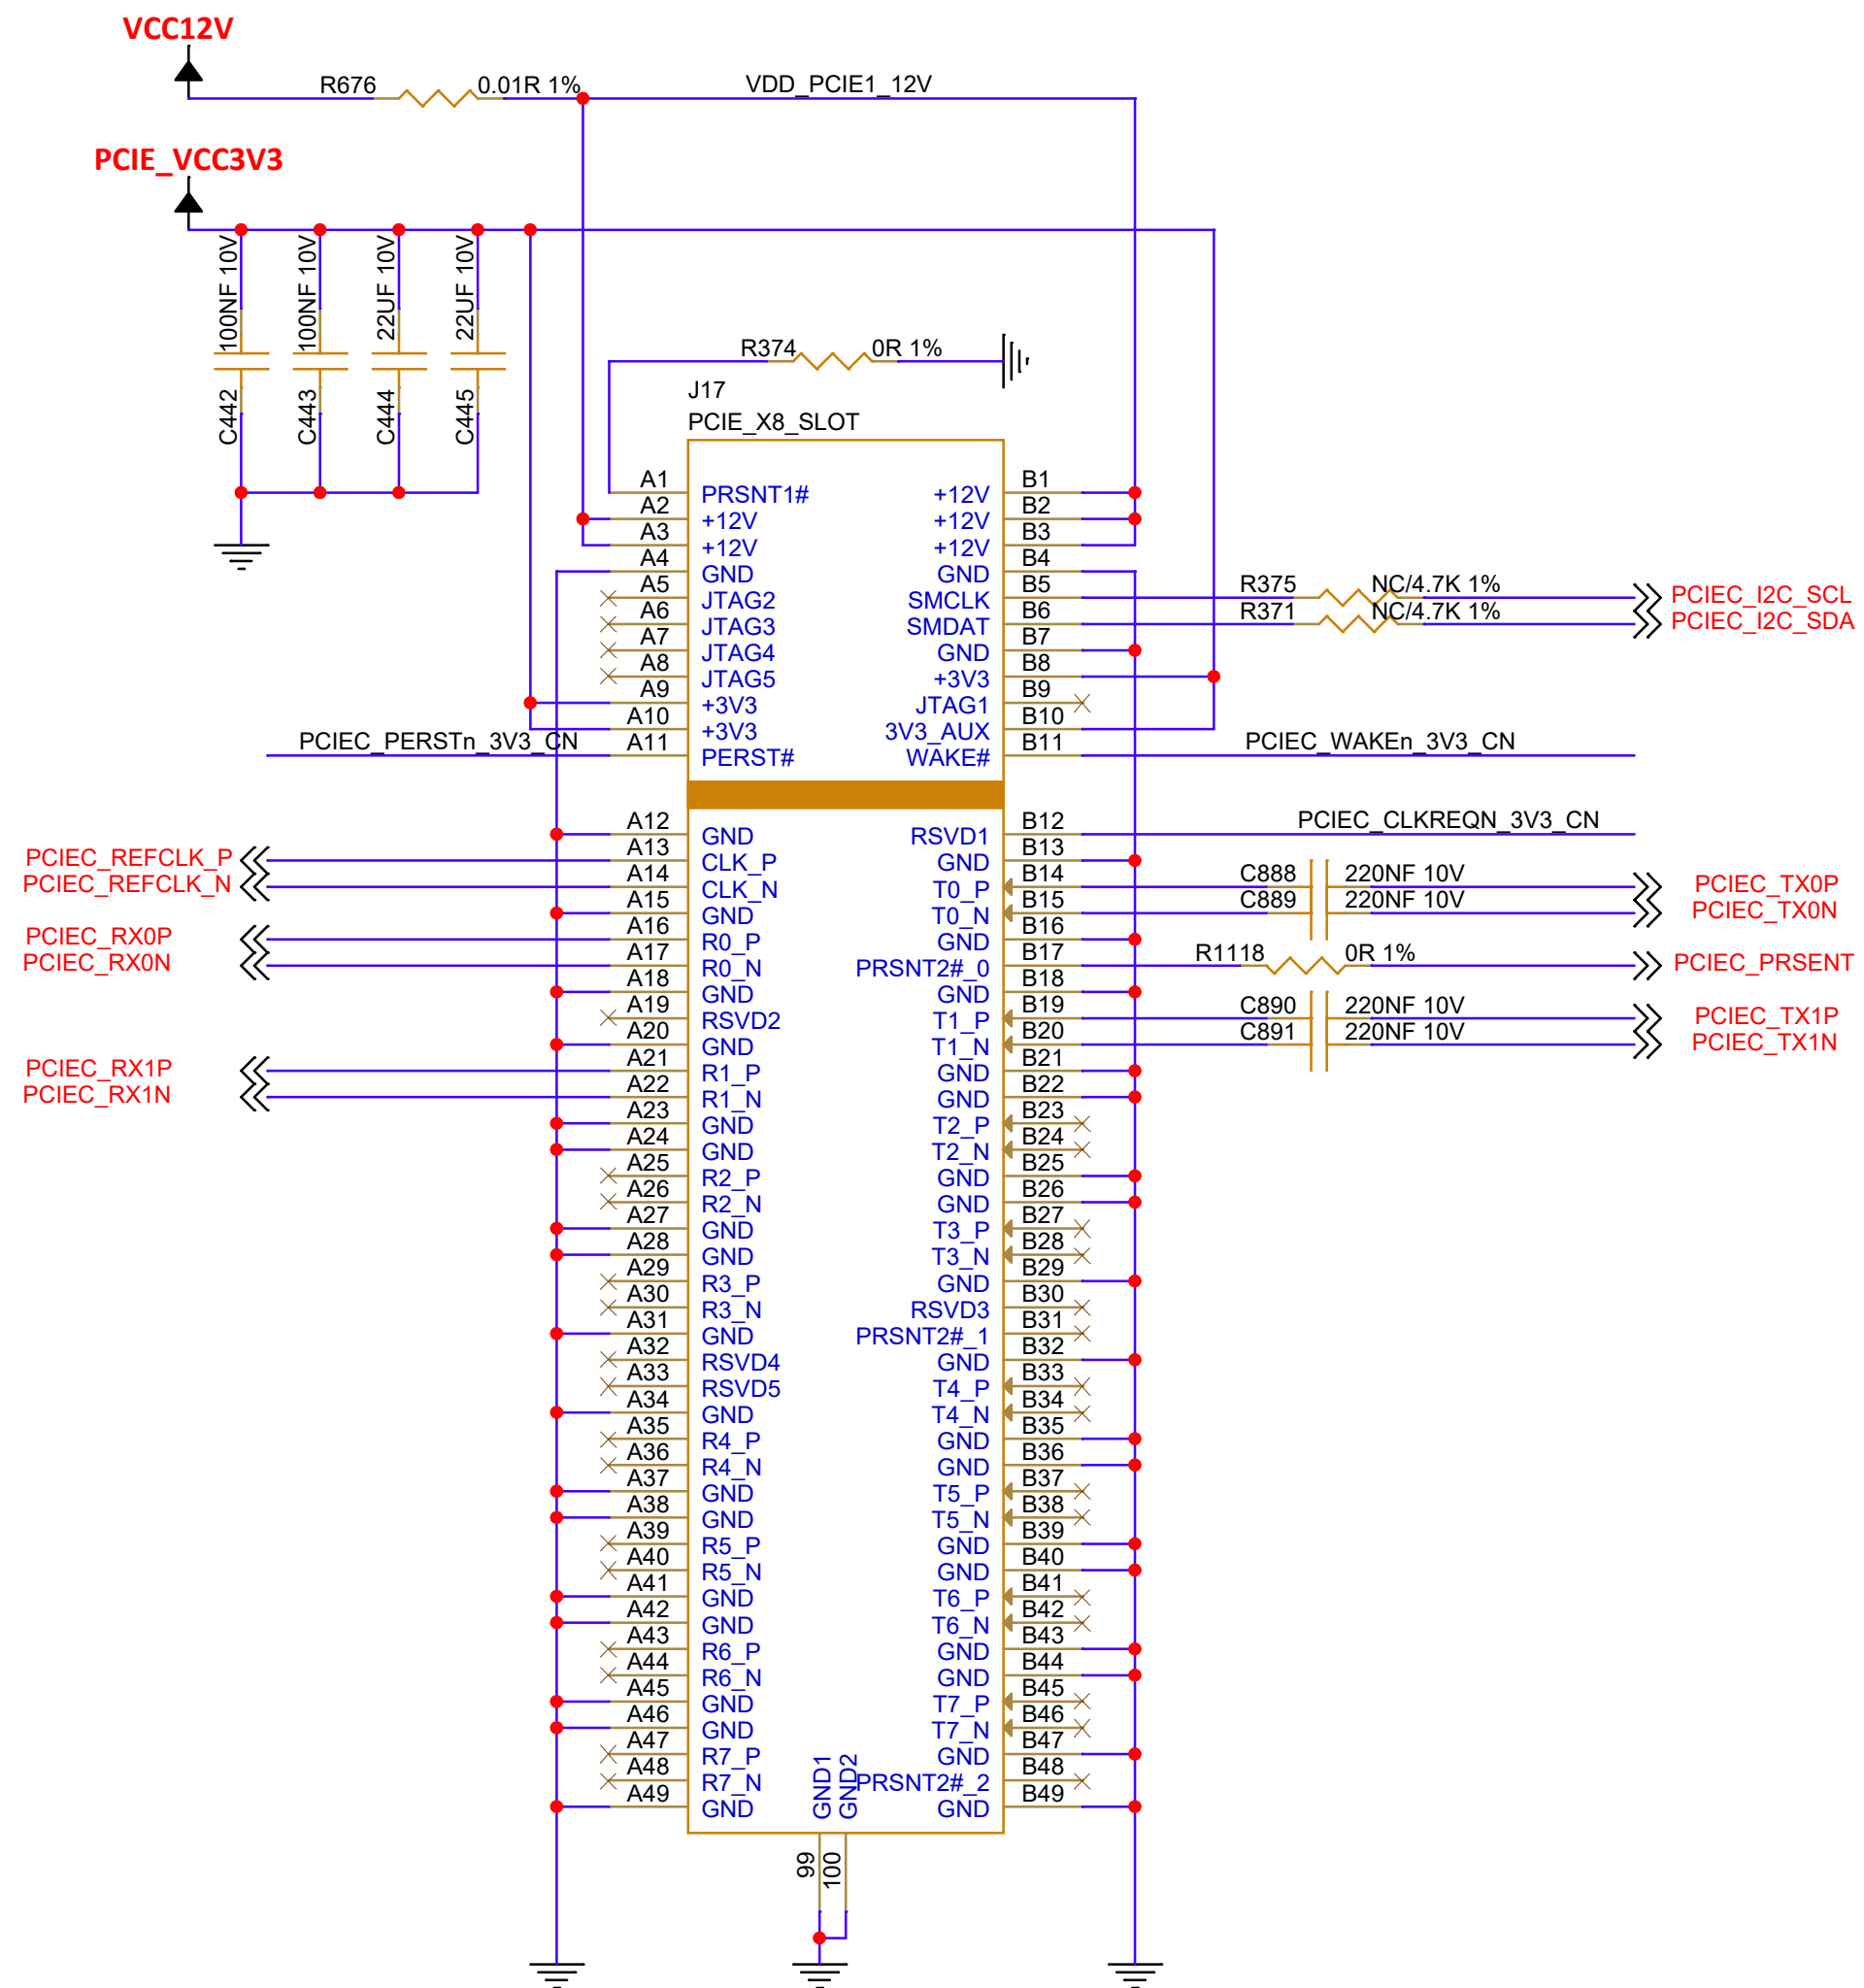 VCC12V
R676 0.01R 1% VDD_PCIE1_12V
PCIE_VCC3V3
100NF 10V 100NF 10V 22UF 10V 22UF 10V
C442 C443 C444 C445
R374 0R 1%
J17
PCIE_X8_SLOT
A1 PRSNT1# +12V B1
A2 +12V +12V B2
A3 +12V +12V B3
A4 GND GND B4
A5 JTAG2 SMCLK B5 R375 NC/4.7K 1% PCIEC_I2C_SCL
A6 JTAG3 SMDAT B6 R371 NC/4.7K 1% PCIEC_I2C_SDA
A7 JTAG4 GND B7
A8 JTAG5 +3V3 B8
A9 +3V3 JTAG1 B9
A10 +3V3 3V3_AUX B10
PCIEC_PERSTn_3V3_CN A11 PERST# WAKE# B11 PCIEC_WAKEn_3V3_CN
A12 GND RSVD1 B12 PCIEC_CLKREQN_3V3_CN
PCIEC_REFCLK_P A13 CLK_P GND B13
PCIEC_REFCLK_N A14 CLK_N T0_P B14 C888 220NF 10V PCIEC_TX0P
A15 GND T0_N B15 C889 220NF 10V PCIEC_TX0N
PCIEC_RX0P A16 R0_P GND B16
PCIEC_RX0N A17 R0_N PRSNT2#_0 B17 R1118 0R 1% PCIEC_PRSENT
A18 GND GND B18
A19 RSVD2 T1_P B19 C890 220NF 10V PCIEC_TX1P
A20 GND T1_N B20 C891 220NF 10V PCIEC_TX1N
PCIEC_RX1P A21 R1_P GND B21
PCIEC_RX1N A22 R1_N GND B22
A23 GND T2_P B23
A24 GND T2_N B24
A25 R2_P GND B25
A26 R2_N GND B26
A27 GND T3_P B27
A28 GND T3_N B28
A29 R3_P GND B29
A30 R3_N RSVD3 B30
A31 GND PRSNT2#_1 B31
A32 RSVD4 GND B32
A33 RSVD5 T4_P B33
A34 GND T4_N B34
A35 R4_P GND B35
A36 R4_N GND B36
A37 GND T5_P B37
A38 GND T5_N B38
A39 R5_P GND B39
A40 R5_N GND B40
A41 GND T6_P B41
A42 GND T6_N B42
A43 R6_P GND B43
A44 R6_N GND B44
A45 GND T7_P B45
A46 GND T7_N B46
A47 R7_P GND B47
A48 R7_N PRSNT2#_2 B48
A49 GND GND B49
GND1 GND2
99 100